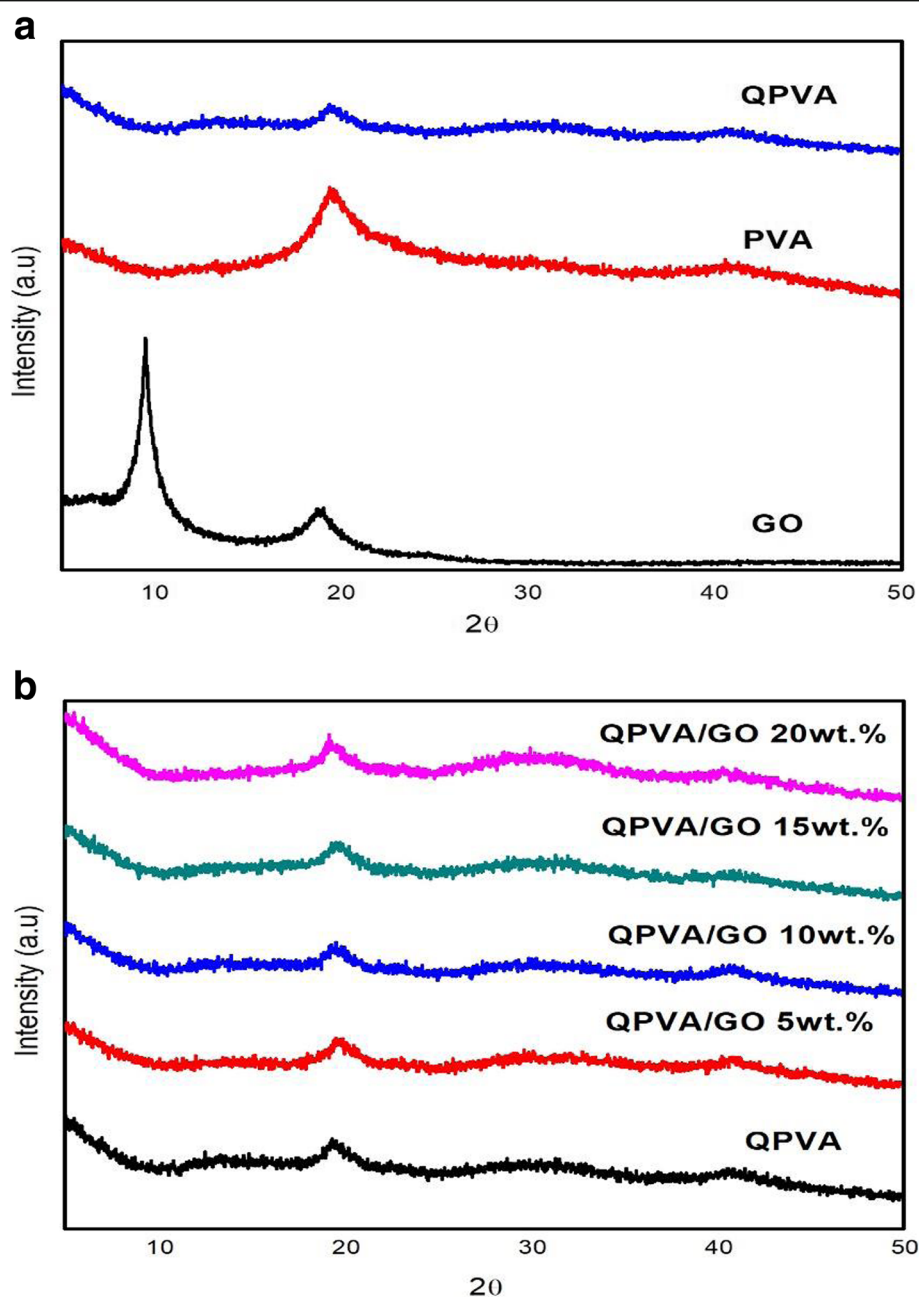 a
QPVA
PVA
GO
Intensity (a.u)
10 20 30 40 50
2θ
b
QPVA/GO 20wt.%
QPVA/GO 15wt.%
QPVA/GO 10wt.%
QPVA/GO 5wt.%
QPVA
Intensity (a.u)
10 20 30 40 50
2θ